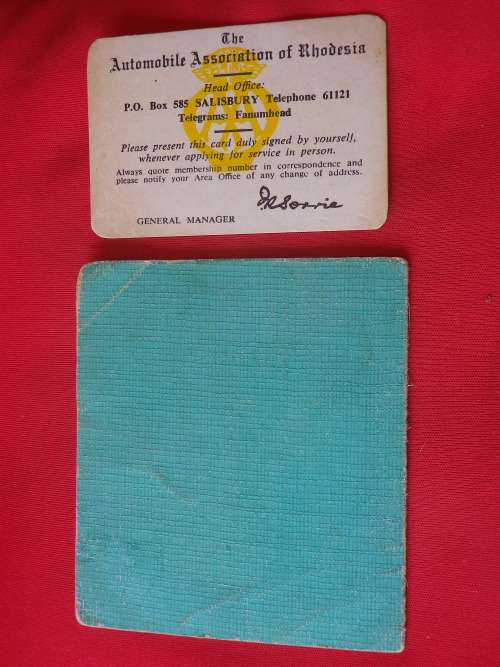 The
Automobile Association of Rhodesia
Head Office:
P.O. Box 585 SALISBURY Telephone 61121
Telegrams: Fanumhead
Please present this card duly signed by yourself,
whenever applying for service in person.
Always quote membership number in correspondence and
please notify your Area Office of any change of address.
GENERAL MANAGER